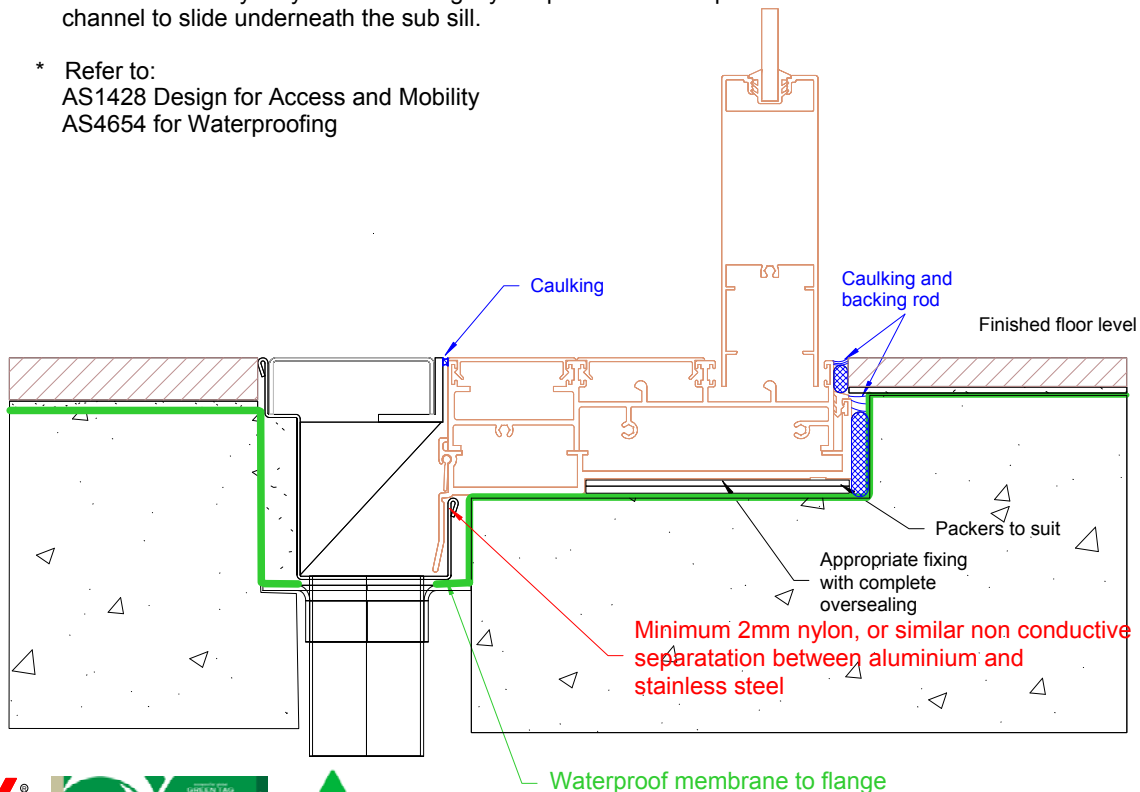 channel to slide underneath the sub sill.
* Refer to:
AS1428 Design for Access and Mobility
AS4654 for Waterproofing
Caulking
Caulking and
backing rod
Finished floor level
Packers to suit
Appropriate fixing
with complete
oversealing
Minimum 2mm nylon, or similar non conductive
separatation between aluminium and
stainless steel
Waterproof membrane to flange
GREEN TAG